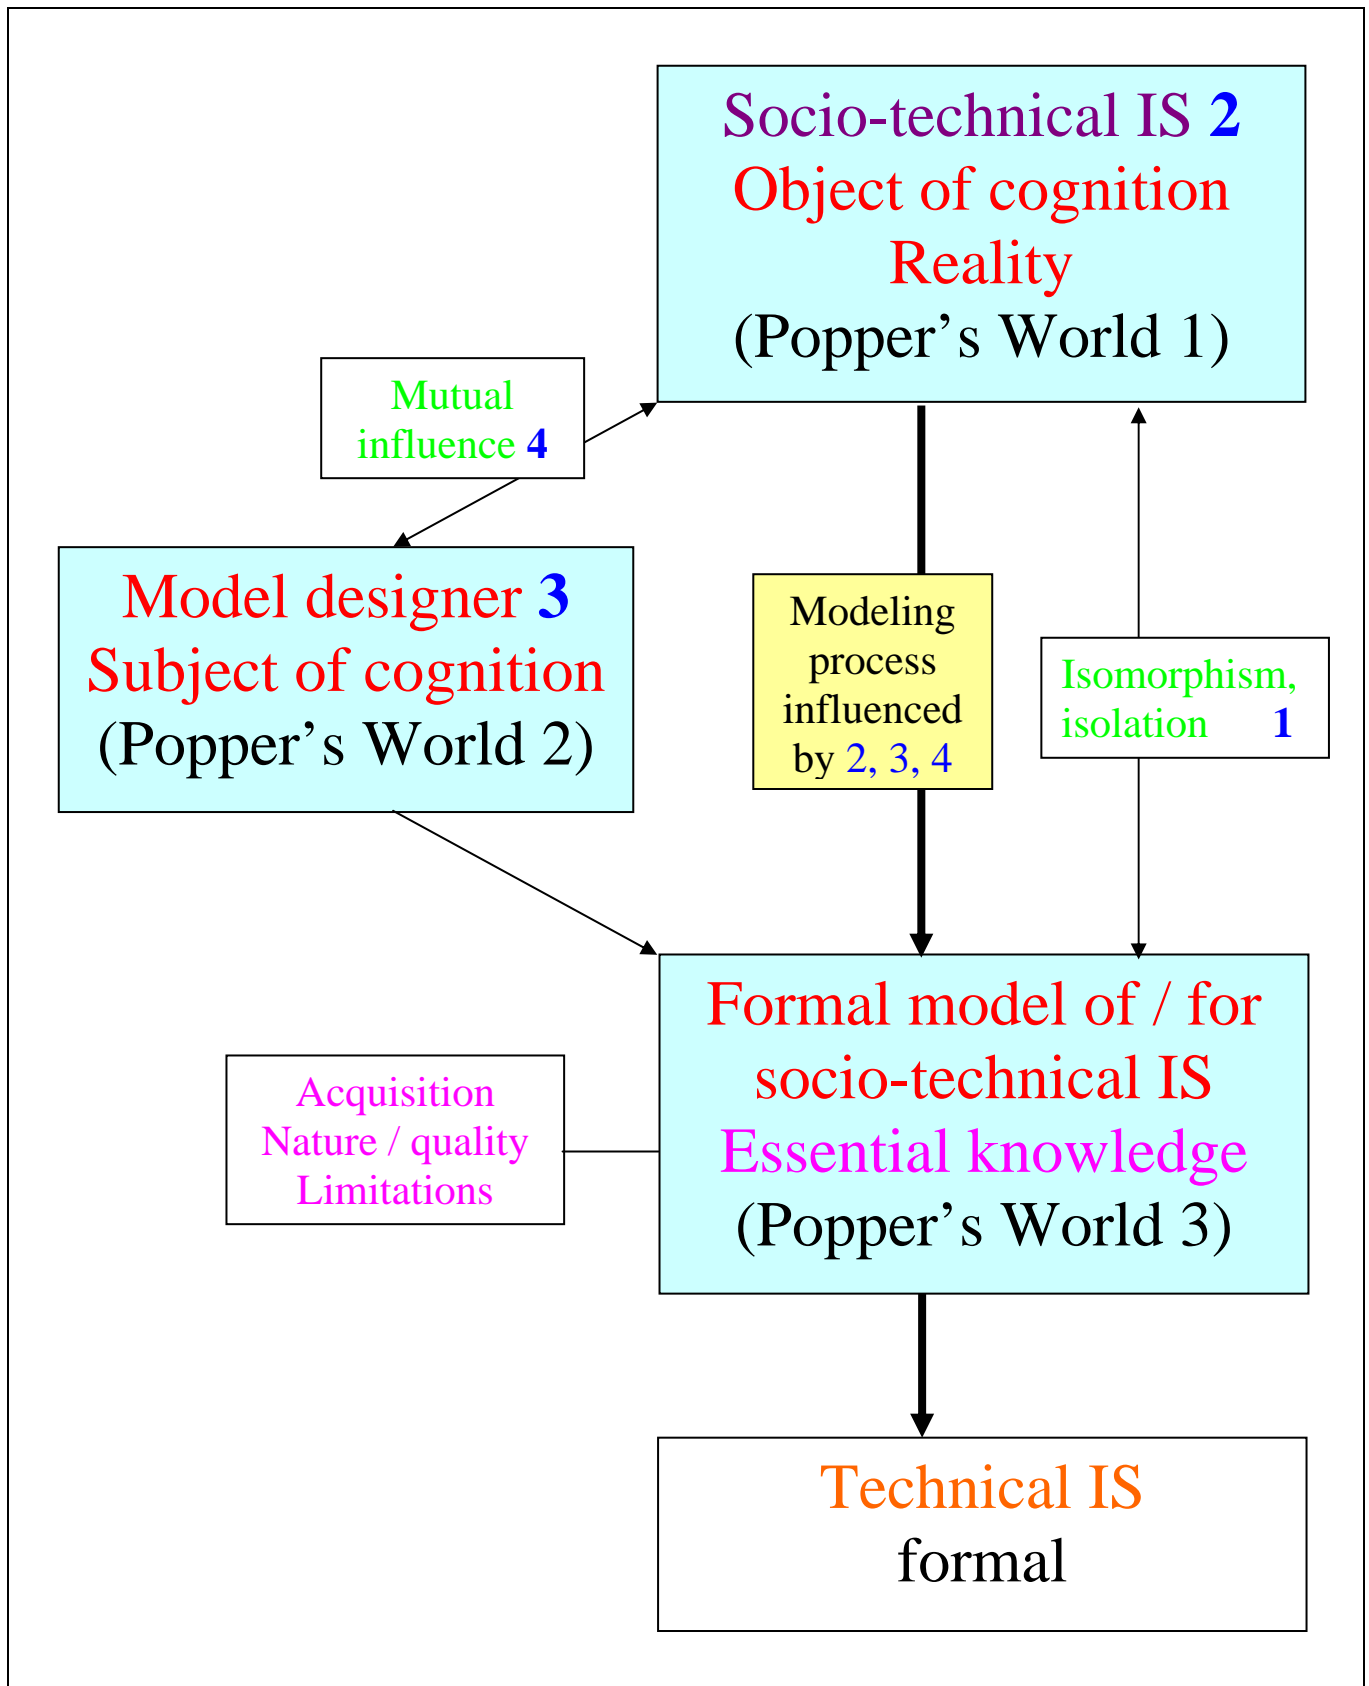 Socio-technical IS 2
Object of cognition
Reality
(Popper’s World 1)
Mutual
influence 4
Model designer 3
Subject of cognition
(Popper’s World 2)
Modeling
process
influenced
by 2, 3, 4
Isomorphism,
isolation 1
Formal model of / for
socio-technical IS
Essential knowledge
(Popper’s World 3)
Acquisition
Nature / quality
Limitations
Technical IS
formal